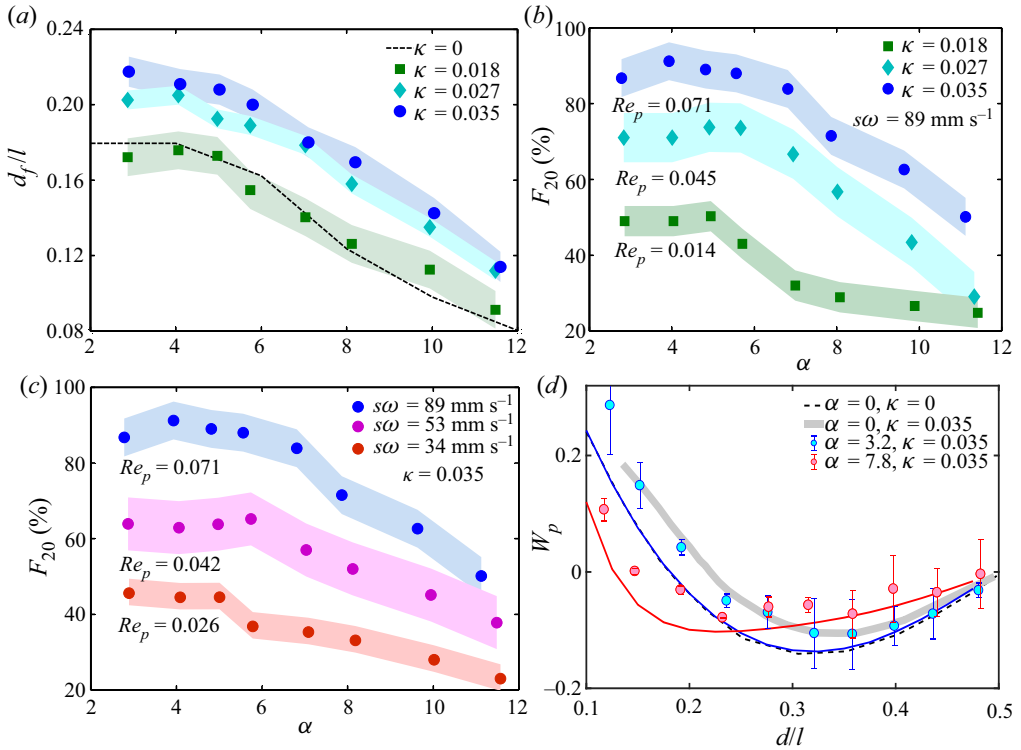 (a)
0.24
0.20
0.16
0.12
0.08
d_f/l
2 4 6 8 10 12
α
κ = 0
κ = 0.018
κ = 0.027
κ = 0.035
(b)
100
80
60
40
20
F_20 (%)
2 4 6 8 10 12
α
κ = 0.018
κ = 0.027
κ = 0.035
sω = 89 mm s⁻¹
Re_p = 0.071
Re_p = 0.045
Re_p = 0.014
(c)
100
80
60
40
20
F_20 (%)
2 4 6 8 10 12
α
sω = 89 mm s⁻¹
sω = 53 mm s⁻¹
sω = 34 mm s⁻¹
κ = 0.035
Re_p = 0.071
Re_p = 0.042
Re_p = 0.026
(d)
0.2
0
−0.2
W_p
0.1 0.2 0.3 0.4 0.5
d/l
α = 0, κ = 0
α = 0, κ = 0.035
α = 3.2, κ = 0.035
α = 7.8, κ = 0.035